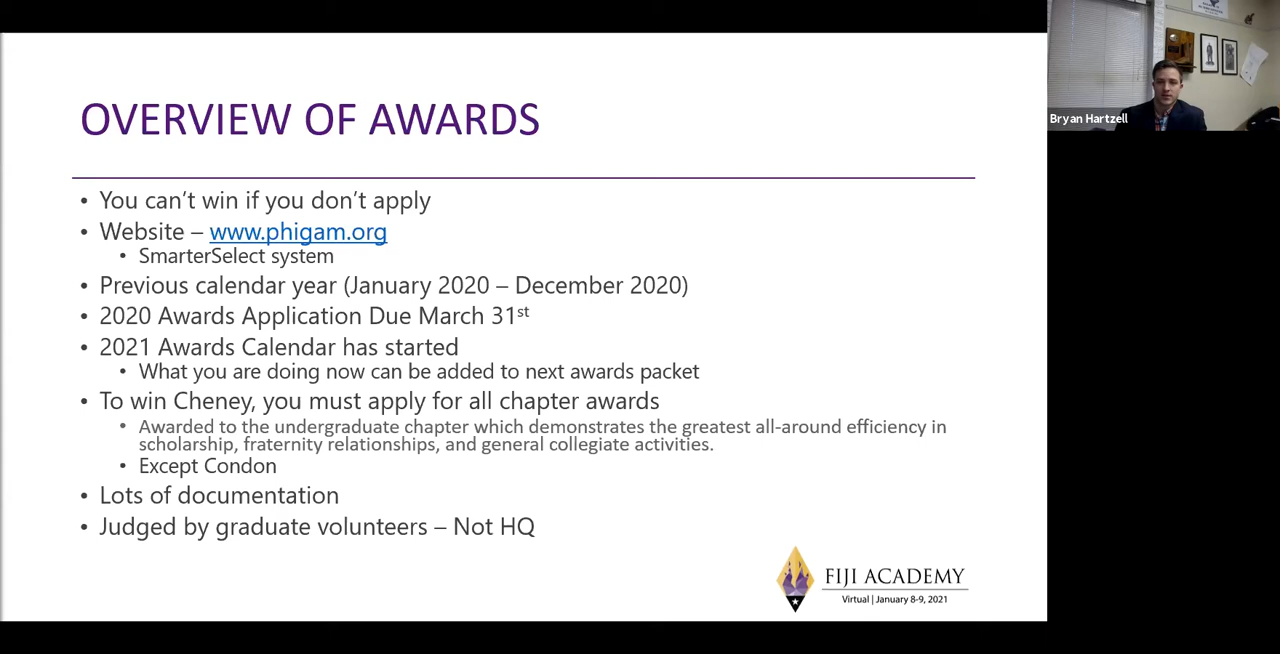 OVERVIEW OF AWARDS
• You can’t win if you don’t apply
• Website – www.phigam.org
• SmarterSelect system
• Previous calendar year (January 2020 – December 2020)
• 2020 Awards Application Due March 31st
• 2021 Awards Calendar has started
• What you are doing now can be added to next awards packet
• To win Cheney, you must apply for all chapter awards
• Awarded to the undergraduate chapter which demonstrates the greatest all-around efficiency in
scholarship, fraternity relationships, and general collegiate activities.
• Except Condon
• Lots of documentation
• Judged by graduate volunteers – Not HQ
FIJI ACADEMY
Virtual | January 8-9, 2021
Bryan Hartzell